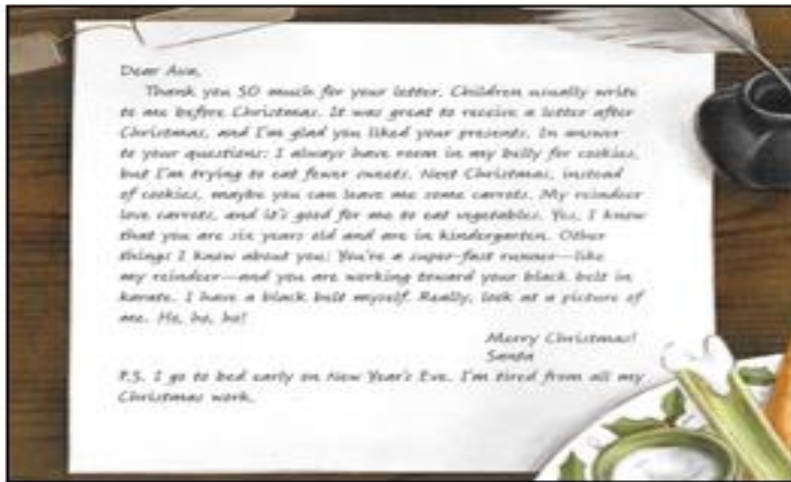 Dear Ava,
Thank you SO much for your letter. Children usually write
to me before Christmas. It was great to receive a letter after
Christmas, and I'm glad you liked your presents. In answer
to your questions: I always have room in my belly for cookies,
but I'm trying to eat fewer sweets. Next Christmas, instead
of cookies, maybe you can leave me some carrots. My reindeer
love carrots, and it's good for me to eat vegetables. Yes, I know
that you are six years old and are in kindergarten. Other
things I know about you: You're a super-fast runner—like
my reindeer—and you are working toward your black belt in
karate. I have a black belt myself. Really, look at a picture of
me. Ho, ho, ho!
Merry Christmas!
Santa
P.S. I go to bed early on New Year's Eve. I'm tired from all my
Christmas work.